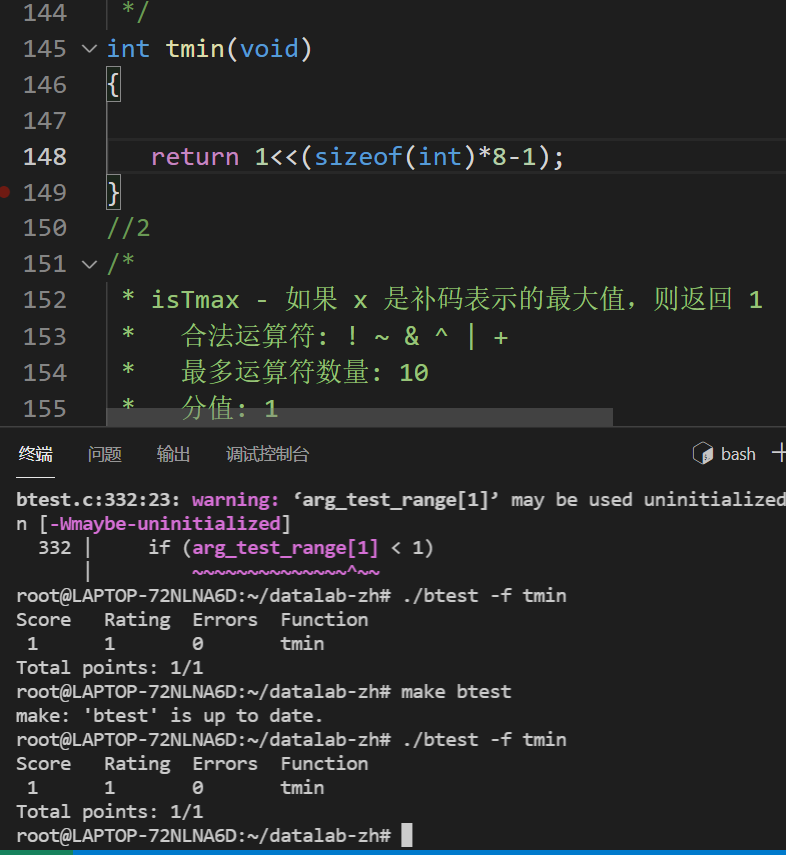 144 */
145 int tmin(void)
146 {
147
148 return 1<<(sizeof(int)*8-1);
149 }
150 //2
151 /*
152 * isTmax - 如果 x 是补码表示的最大值，则返回 1
153 * 合法运算符: ! ~ & ^ | +
154 * 最多运算符数量: 10
155 * 分值: 1
终端 问题 输出 调试控制台 bash +
btest.c:332:23: warning: ‘arg_test_range[1]’ may be used uninitialized
n [-Wmaybe-uninitialized]
332 | if (arg_test_range[1] < 1)
| ~~~~~~~~~~~~~~^~~
root@LAPTOP-72NLNA6D:~/datalab-zh# ./btest -f tmin
Score Rating Errors Function
1 1 0 tmin
Total points: 1/1
root@LAPTOP-72NLNA6D:~/datalab-zh# make btest
make: 'btest' is up to date.
root@LAPTOP-72NLNA6D:~/datalab-zh# ./btest -f tmin
Score Rating Errors Function
1 1 0 tmin
Total points: 1/1
root@LAPTOP-72NLNA6D:~/datalab-zh#